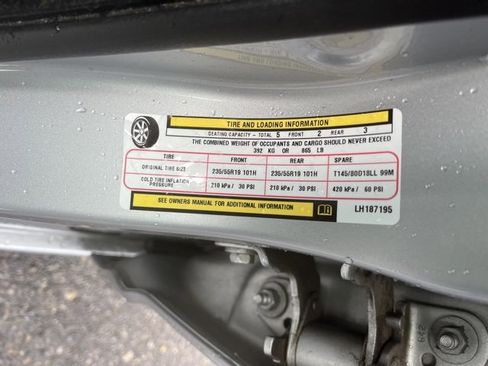 TIRE AND LOADING INFORMATION
SEATING CAPACITY - TOTAL 5 FRONT 2 REAR 3
THE COMBINED WEIGHT OF OCCUPANTS AND CARGO SHOULD NEVER EXCEED
392 KG OR 865 LB
TIRE FRONT REAR SPARE
ORIGINAL TIRE SIZE 235/55R19 101H 235/55R19 101H T145/80D18LL 99M
COLD TIRE INFLATION PRESSURE 210 kPa / 30 PSI 210 kPa / 30 PSI 420 kPa / 60 PSI
SEE OWNERS MANUAL FOR ADDITIONAL INFORMATION LH187195